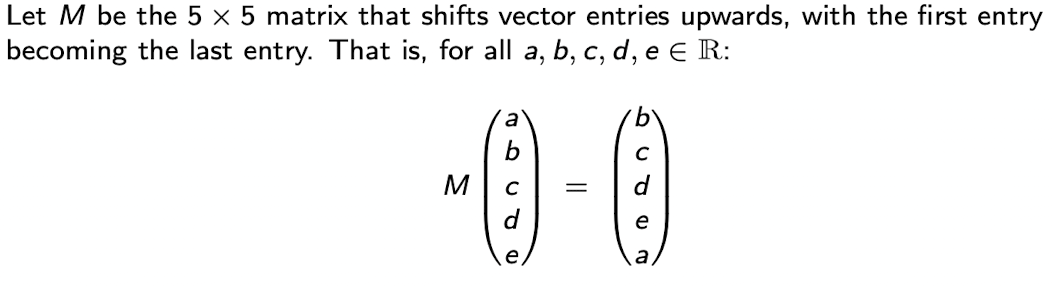 Let M be the 5 × 5 matrix that shifts vector entries upwards, with the first entry
becoming the last entry. That is, for all a, b, c, d, e ∈ ℝ:
a b
b c
M c = d
d e
e a